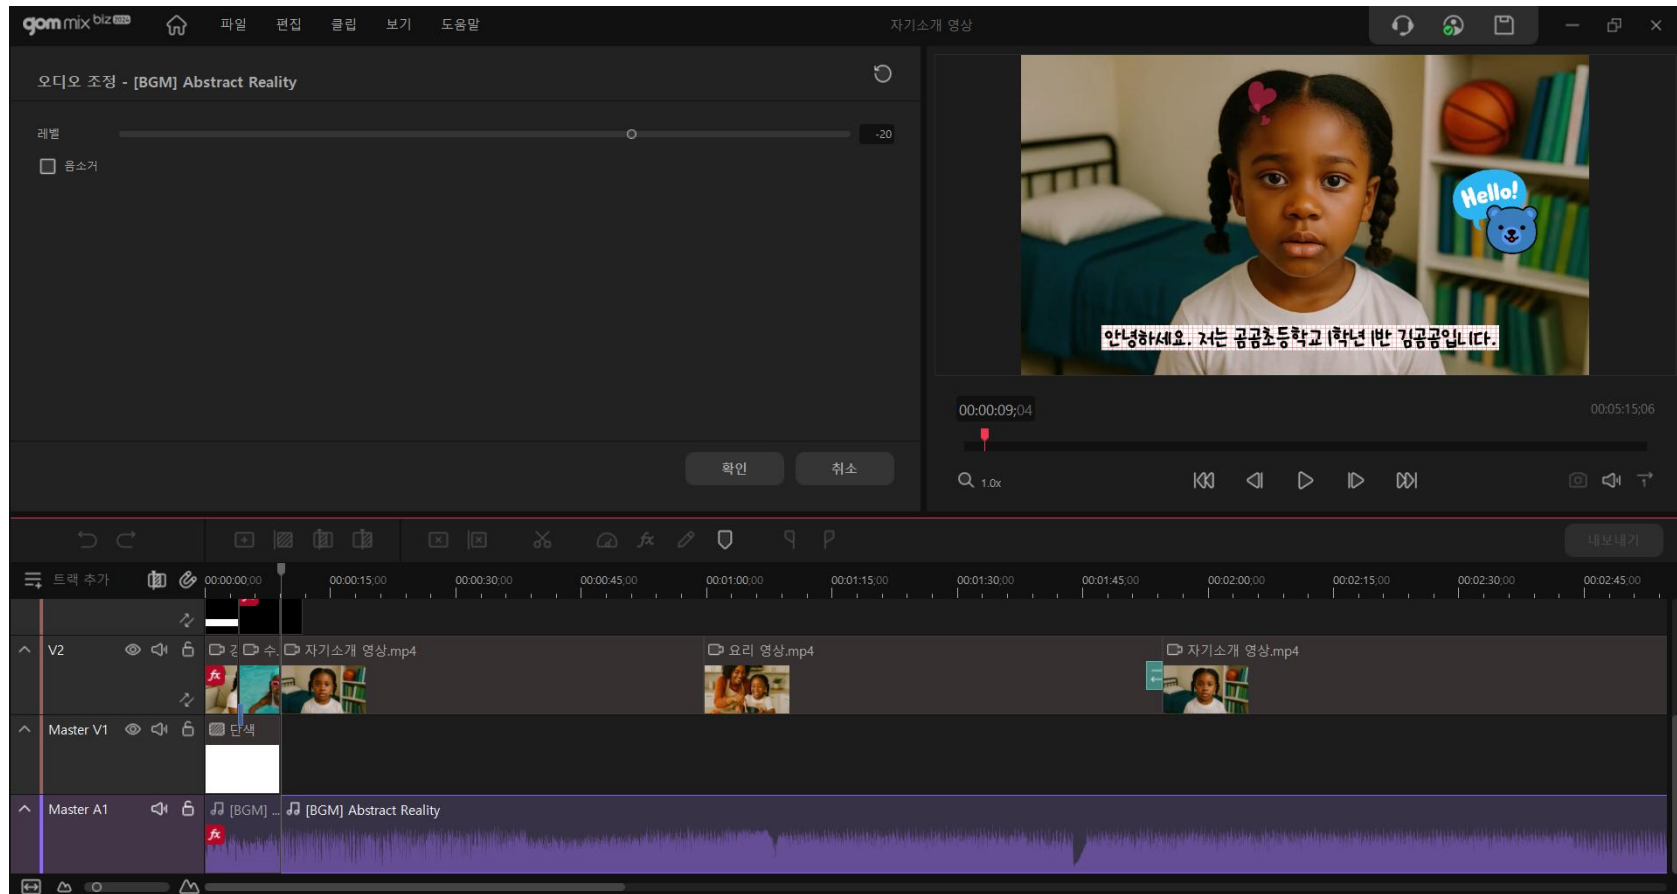 gom mix biz 2024 파일 편집 클립 보기 도움말 자기소개 영상
오디오 조정 - [BGM] Abstract Reality
레벨 -20
음소거
Hello!
안녕하세요. 저는 곰곰초등학교 1학년 1반 김곰곰입니다.
00:00:09;04 00:05:15;06
확인 취소
1.0x
내보내기
트랙 추가 00:00:00;00 00:00:15;00 00:00:30;00 00:00:45;00 00:01:00;00 00:01:15;00 00:01:30;00 00:01:45;00 00:02:00;00 00:02:15;00 00:02:30;00 00:02:45;00
V2 수. 자기소개 영상.mp4 요리 영상.mp4 자기소개 영상.mp4
fx
Master V1 단색
Master A1 [BGM] ... [BGM] Abstract Reality
fx